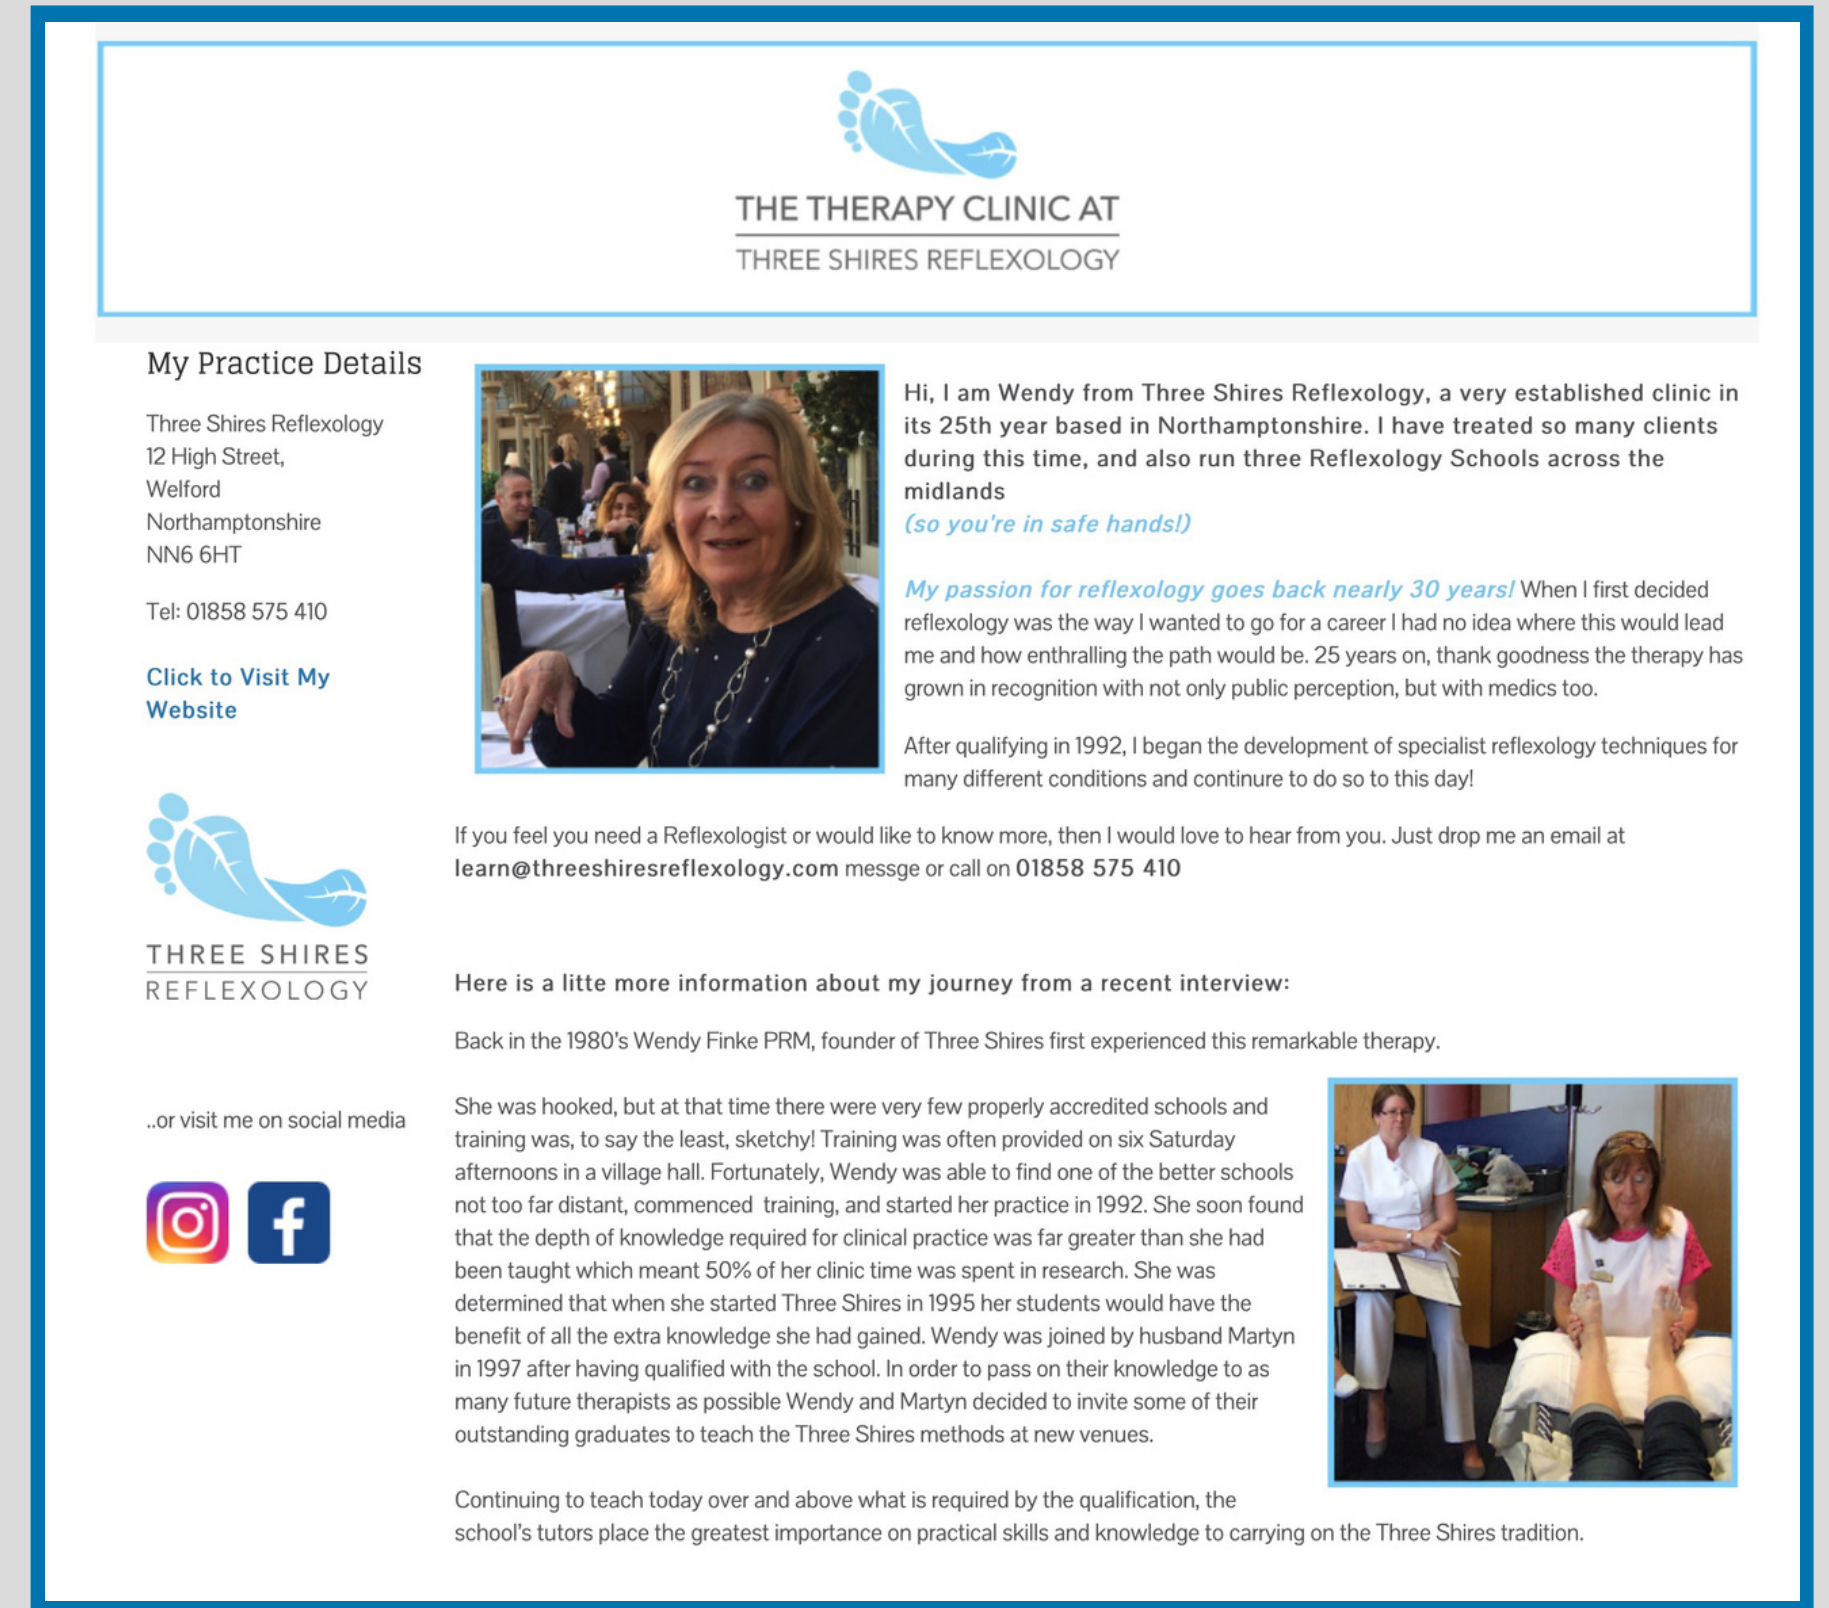 THE THERAPY CLINIC AT
THREE SHIRES REFLEXOLOGY
My Practice Details
Three Shires Reflexology
12 High Street,
Welford
Northamptonshire
NN6 6HT
Tel: 01858 575 410
Click to Visit My
Website
THREE SHIRES
REFLEXOLOGY
..or visit me on social media
Hi, I am Wendy from Three Shires Reflexology, a very established clinic in
its 25th year based in Northamptonshire. I have treated so many clients
during this time, and also run three Reflexology Schools across the
midlands
(so you're in safe hands!)
My passion for reflexology goes back nearly 30 years! When I first decided
reflexology was the way I wanted to go for a career I had no idea where this would lead
me and how enthralling the path would be. 25 years on, thank goodness the therapy has
grown in recognition with not only public perception, but with medics too.
After qualifying in 1992, I began the development of specialist reflexology techniques for
many different conditions and continure to do so to this day!
If you feel you need a Reflexologist or would like to know more, then I would love to hear from you. Just drop me an email at
learn@threeshiresreflexology.com messge or call on 01858 575 410
Here is a litte more information about my journey from a recent interview:
Back in the 1980's Wendy Finke PRM, founder of Three Shires first experienced this remarkable therapy.
She was hooked, but at that time there were very few properly accredited schools and
training was, to say the least, sketchy! Training was often provided on six Saturday
afternoons in a village hall. Fortunately, Wendy was able to find one of the better schools
not too far distant, commenced  training, and started her practice in 1992. She soon found
that the depth of knowledge required for clinical practice was far greater than she had
been taught which meant 50% of her clinic time was spent in research. She was
determined that when she started Three Shires in 1995 her students would have the
benefit of all the extra knowledge she had gained. Wendy was joined by husband Martyn
in 1997 after having qualified with the school. In order to pass on their knowledge to as
many future therapists as possible Wendy and Martyn decided to invite some of their
outstanding graduates to teach the Three Shires methods at new venues.
Continuing to teach today over and above what is required by the qualification, the
school's tutors place the greatest importance on practical skills and knowledge to carrying on the Three Shires tradition.